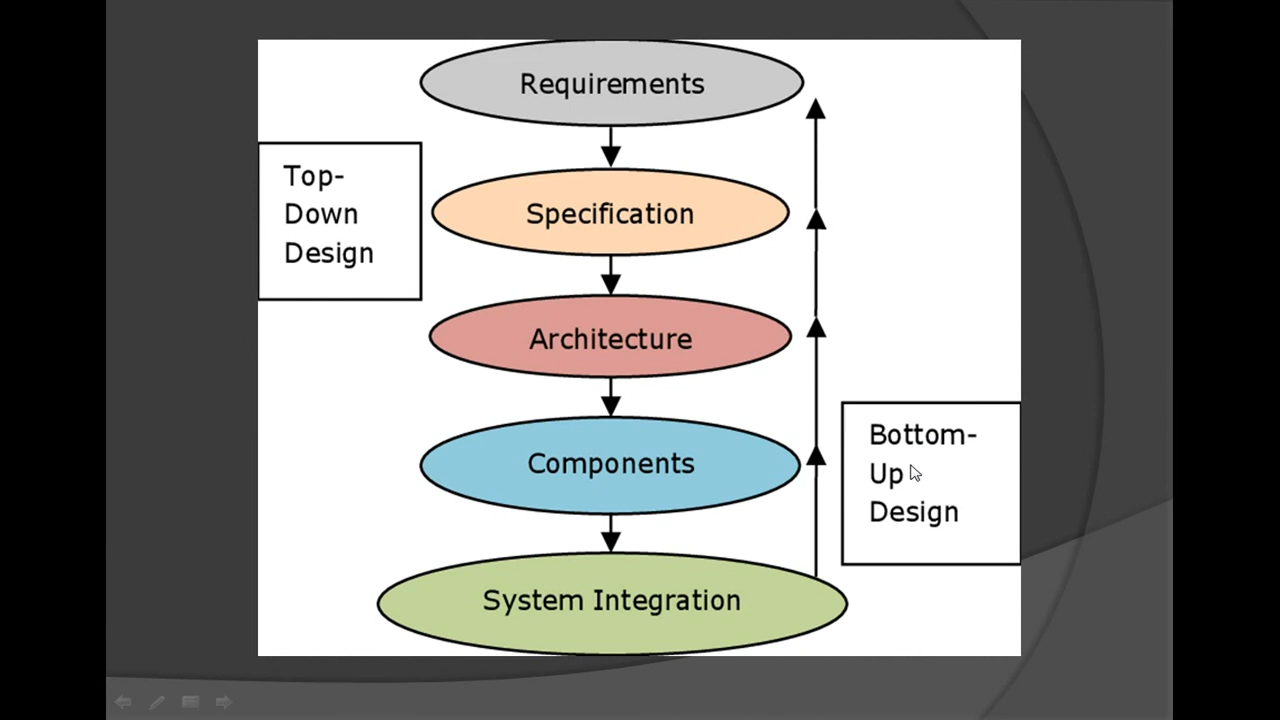 Requirements
Top-
Down
Design
Specification
Architecture
Components
Bottom-
Up
Design
System Integration